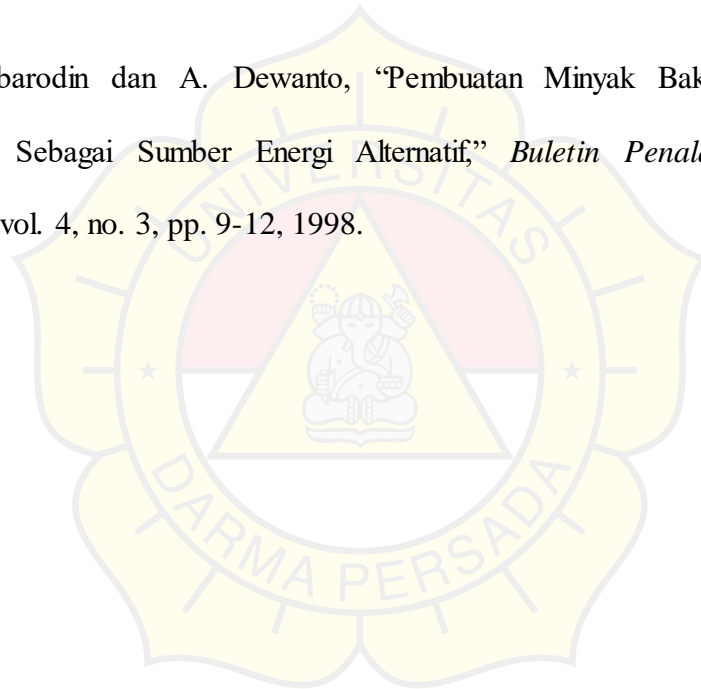 barodin dan A. Dewanto, “Pembuatan Minyak Bak
Sebagai Sumber Energi Alternatif,” Buletin Penal
vol. 4, no. 3, pp. 9-12, 1998.
UNIVERSITAS
DARMA PERSADA